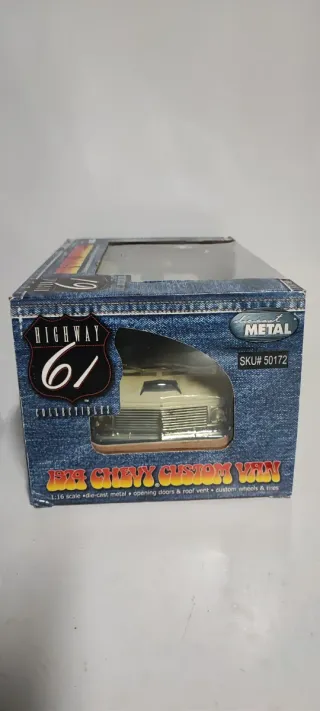 HIGHWAY
61
COLLECTIBLES
METAL
SKU# 50172
1974 CHEVY CUSTOM VAN
1:16 scale •die-cast metal • opening doors & roof vent • custom wheels & tires